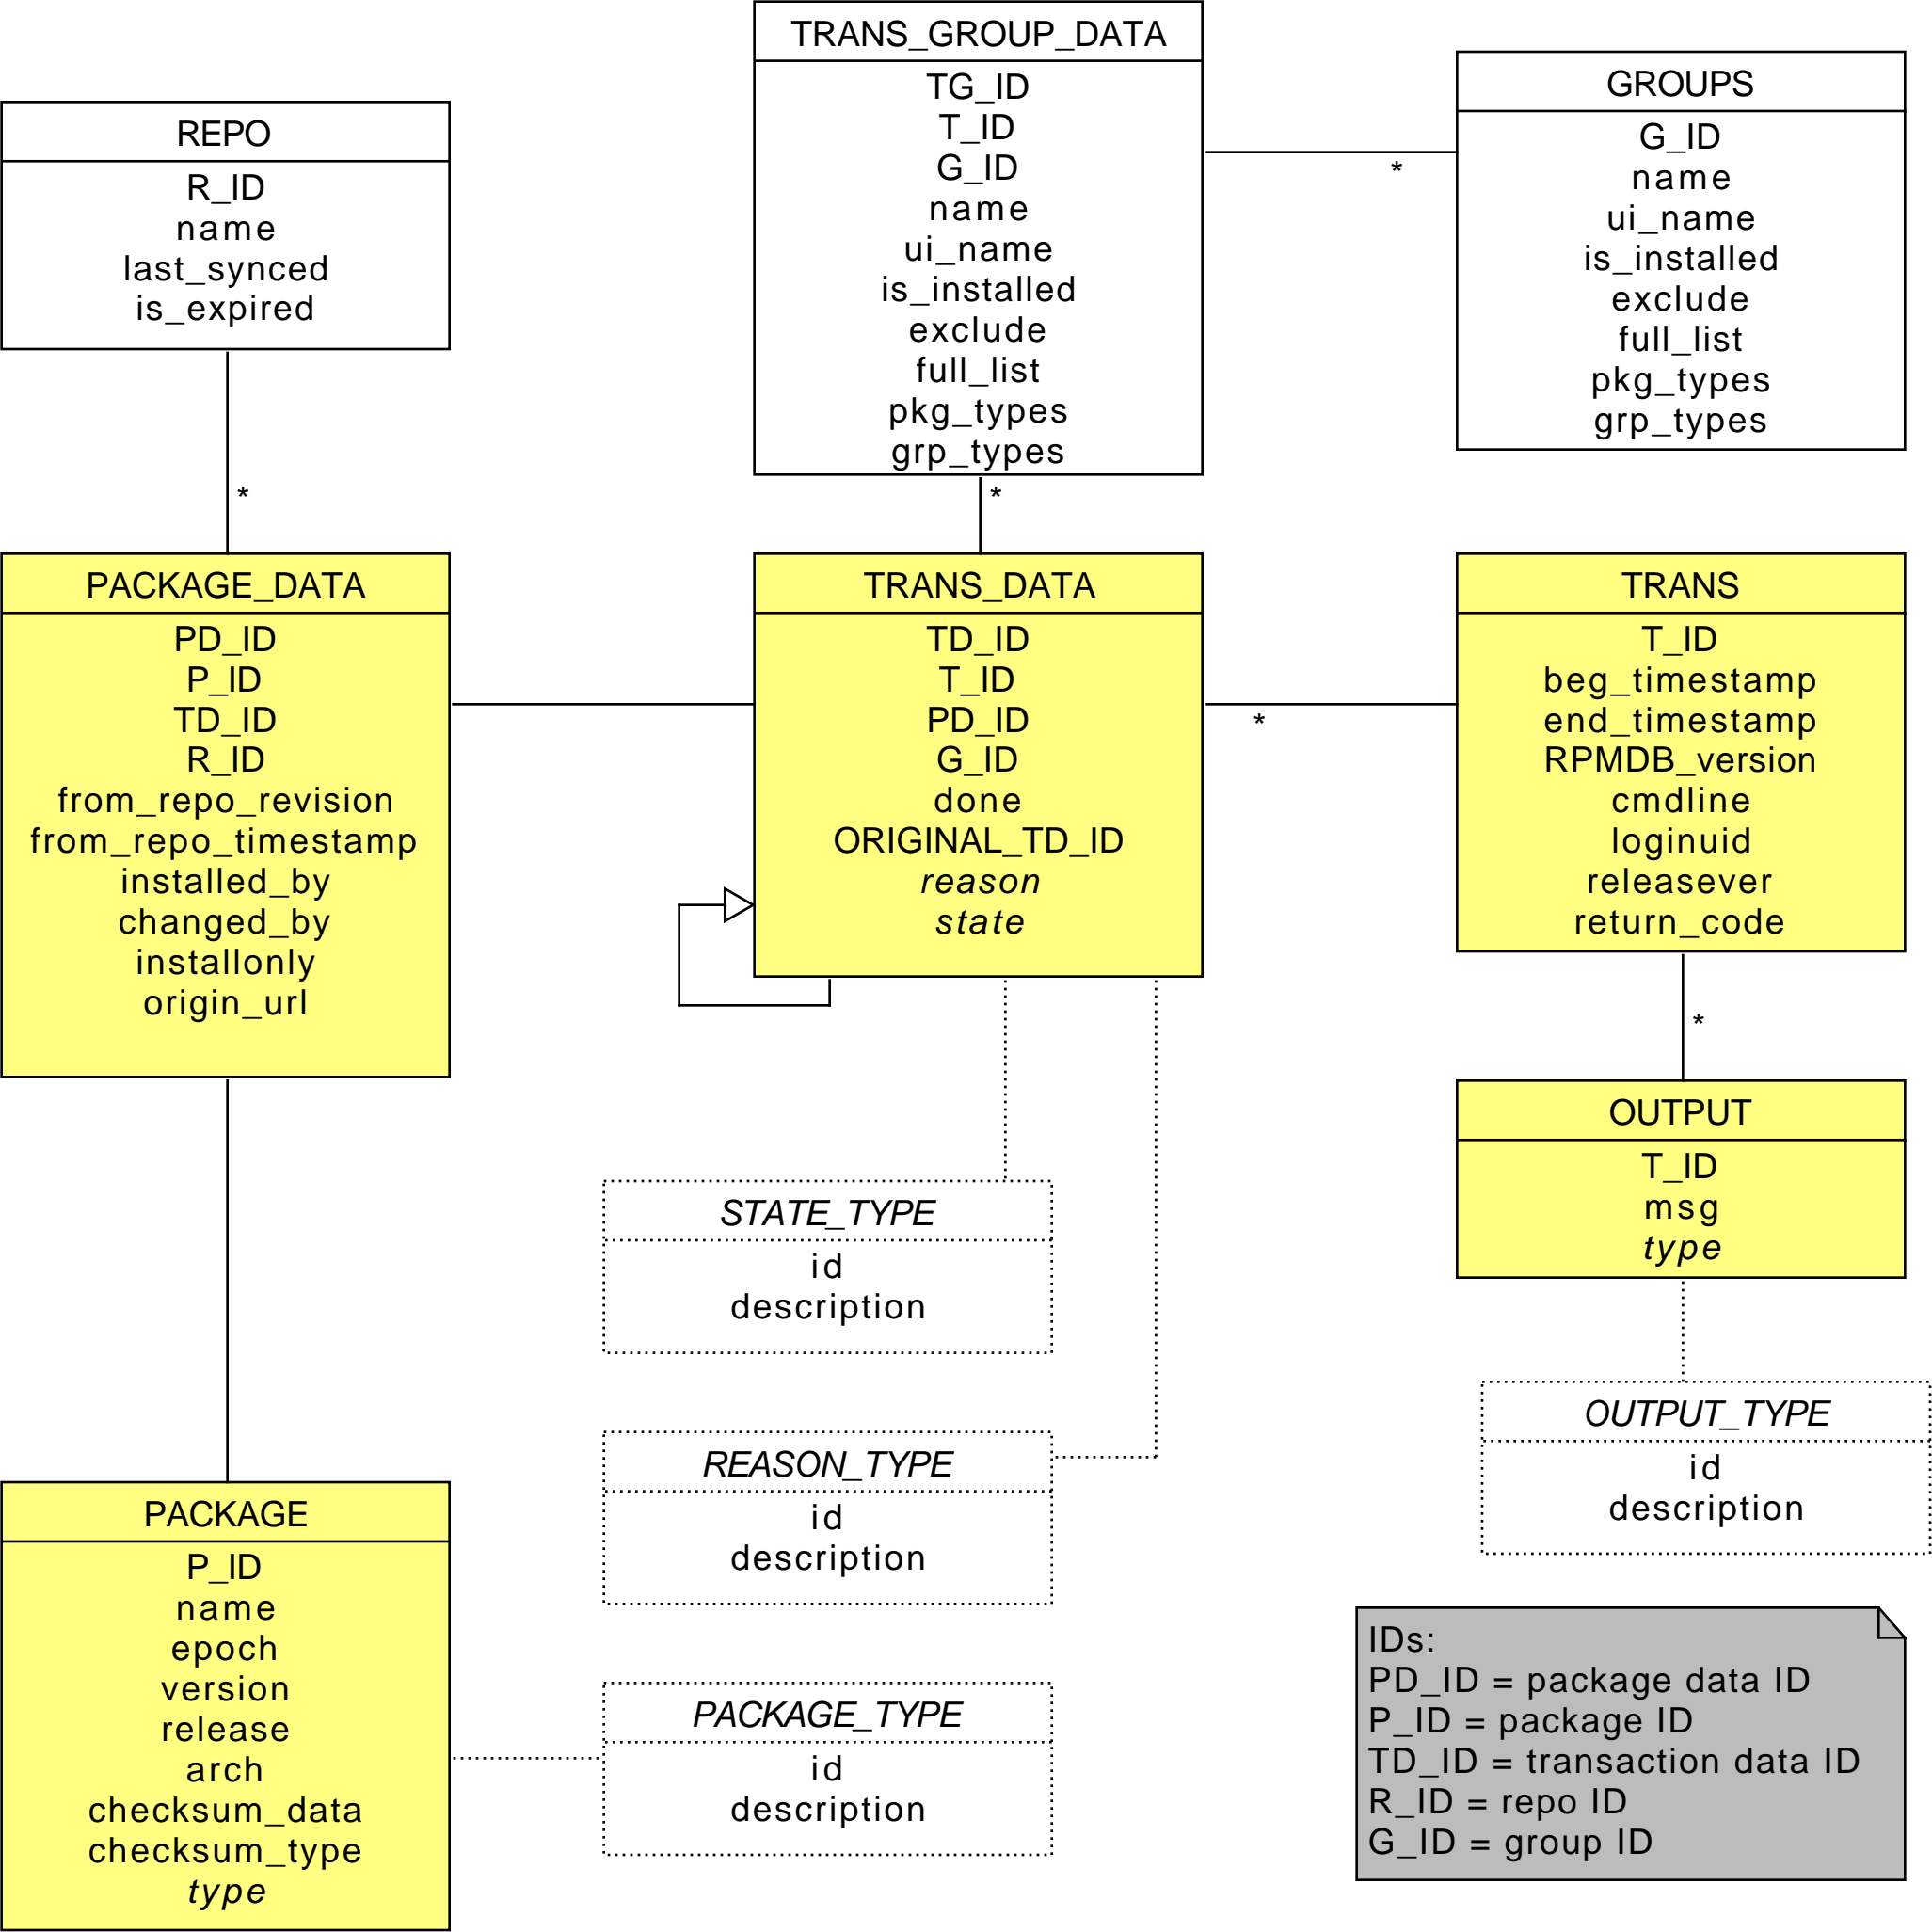 TRANS_GROUP_DATA
TG_ID
T_ID
G_ID
name
ui_name
is_installed
exclude
full_list
pkg_types
grp_types
*
GROUPS
G_ID
name
ui_name
is_installed
exclude
full_list
pkg_types
grp_types
*
REPO
R_ID
name
last_synced
is_expired
*
PACKAGE_DATA
PD_ID
P_ID
TD_ID
R_ID
from_repo_revision
from_repo_timestamp
installed_by
changed_by
installonly
origin_url
TRANS_DATA
TD_ID
T_ID
PD_ID
G_ID
done
ORIGINAL_TD_ID
reason
state
*
TRANS
T_ID
beg_timestamp
end_timestamp
RPMDB_version
cmdline
loginuid
releasever
return_code
*
OUTPUT
T_ID
msg
type
STATE_TYPE
id
description
OUTPUT_TYPE
id
description
REASON_TYPE
id
description
PACKAGE
P_ID
name
epoch
version
release
arch
checksum_data
checksum_type
type
PACKAGE_TYPE
id
description
IDs:
PD_ID = package data ID
P_ID = package ID
TD_ID = transaction data ID
R_ID = repo ID
G_ID = group ID